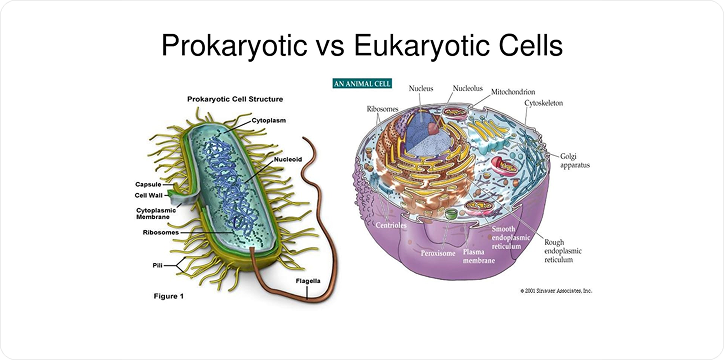 Prokaryotic vs Eukaryotic Cells
Prokaryotic Cell Structure
Cytoplasm
Nucleoid
Capsule
Cell Wall
Cytoplasmic
Membrane
Ribosomes
Pili
Flagella
Figure 1
AN ANIMAL CELL
Nucleus
Nucleolus
Mitochondrion
Cytoskeleton
Ribosomes
Golgi
apparatus
Centrioles
Peroxisome
Plasma
membrane
Smooth
endoplasmic
reticulum
Rough
endoplasmic
reticulum
© 2001 Sinauer Associates, Inc.